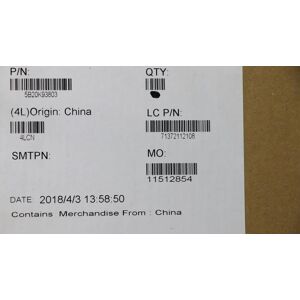 P/N: QTY:
5B20K93803
(4L)Origin: China LC P/N:
4LCN 71372112108
SMTPN: MO:
11512854
DATE 2018/4/3 13:58:50
Contains Merchandise From : China